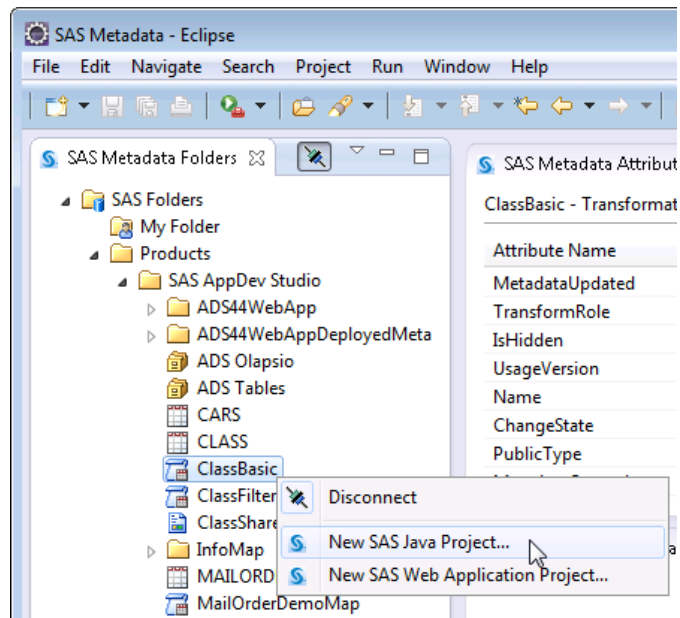 SAS Metadata - Eclipse
File Edit Navigate Search Project Run Window Help
SAS Metadata Folders
SAS Metadata Attribut
ClassBasic - Transformat
SAS Folders
My Folder
Products
SAS AppDev Studio
ADS44WebApp
ADS44WebAppDeployedMeta
ADS Olapsio
ADS Tables
CARS
CLASS
ClassBasic
ClassFilter
ClassShare
InfoMap
MAILORD
MailOrderDemoMap
Attribute Name
MetadataUpdated
TransformRole
IsHidden
UsageVersion
Name
ChangeState
PublicType
Disconnect
New SAS Java Project...
New SAS Web Application Project...